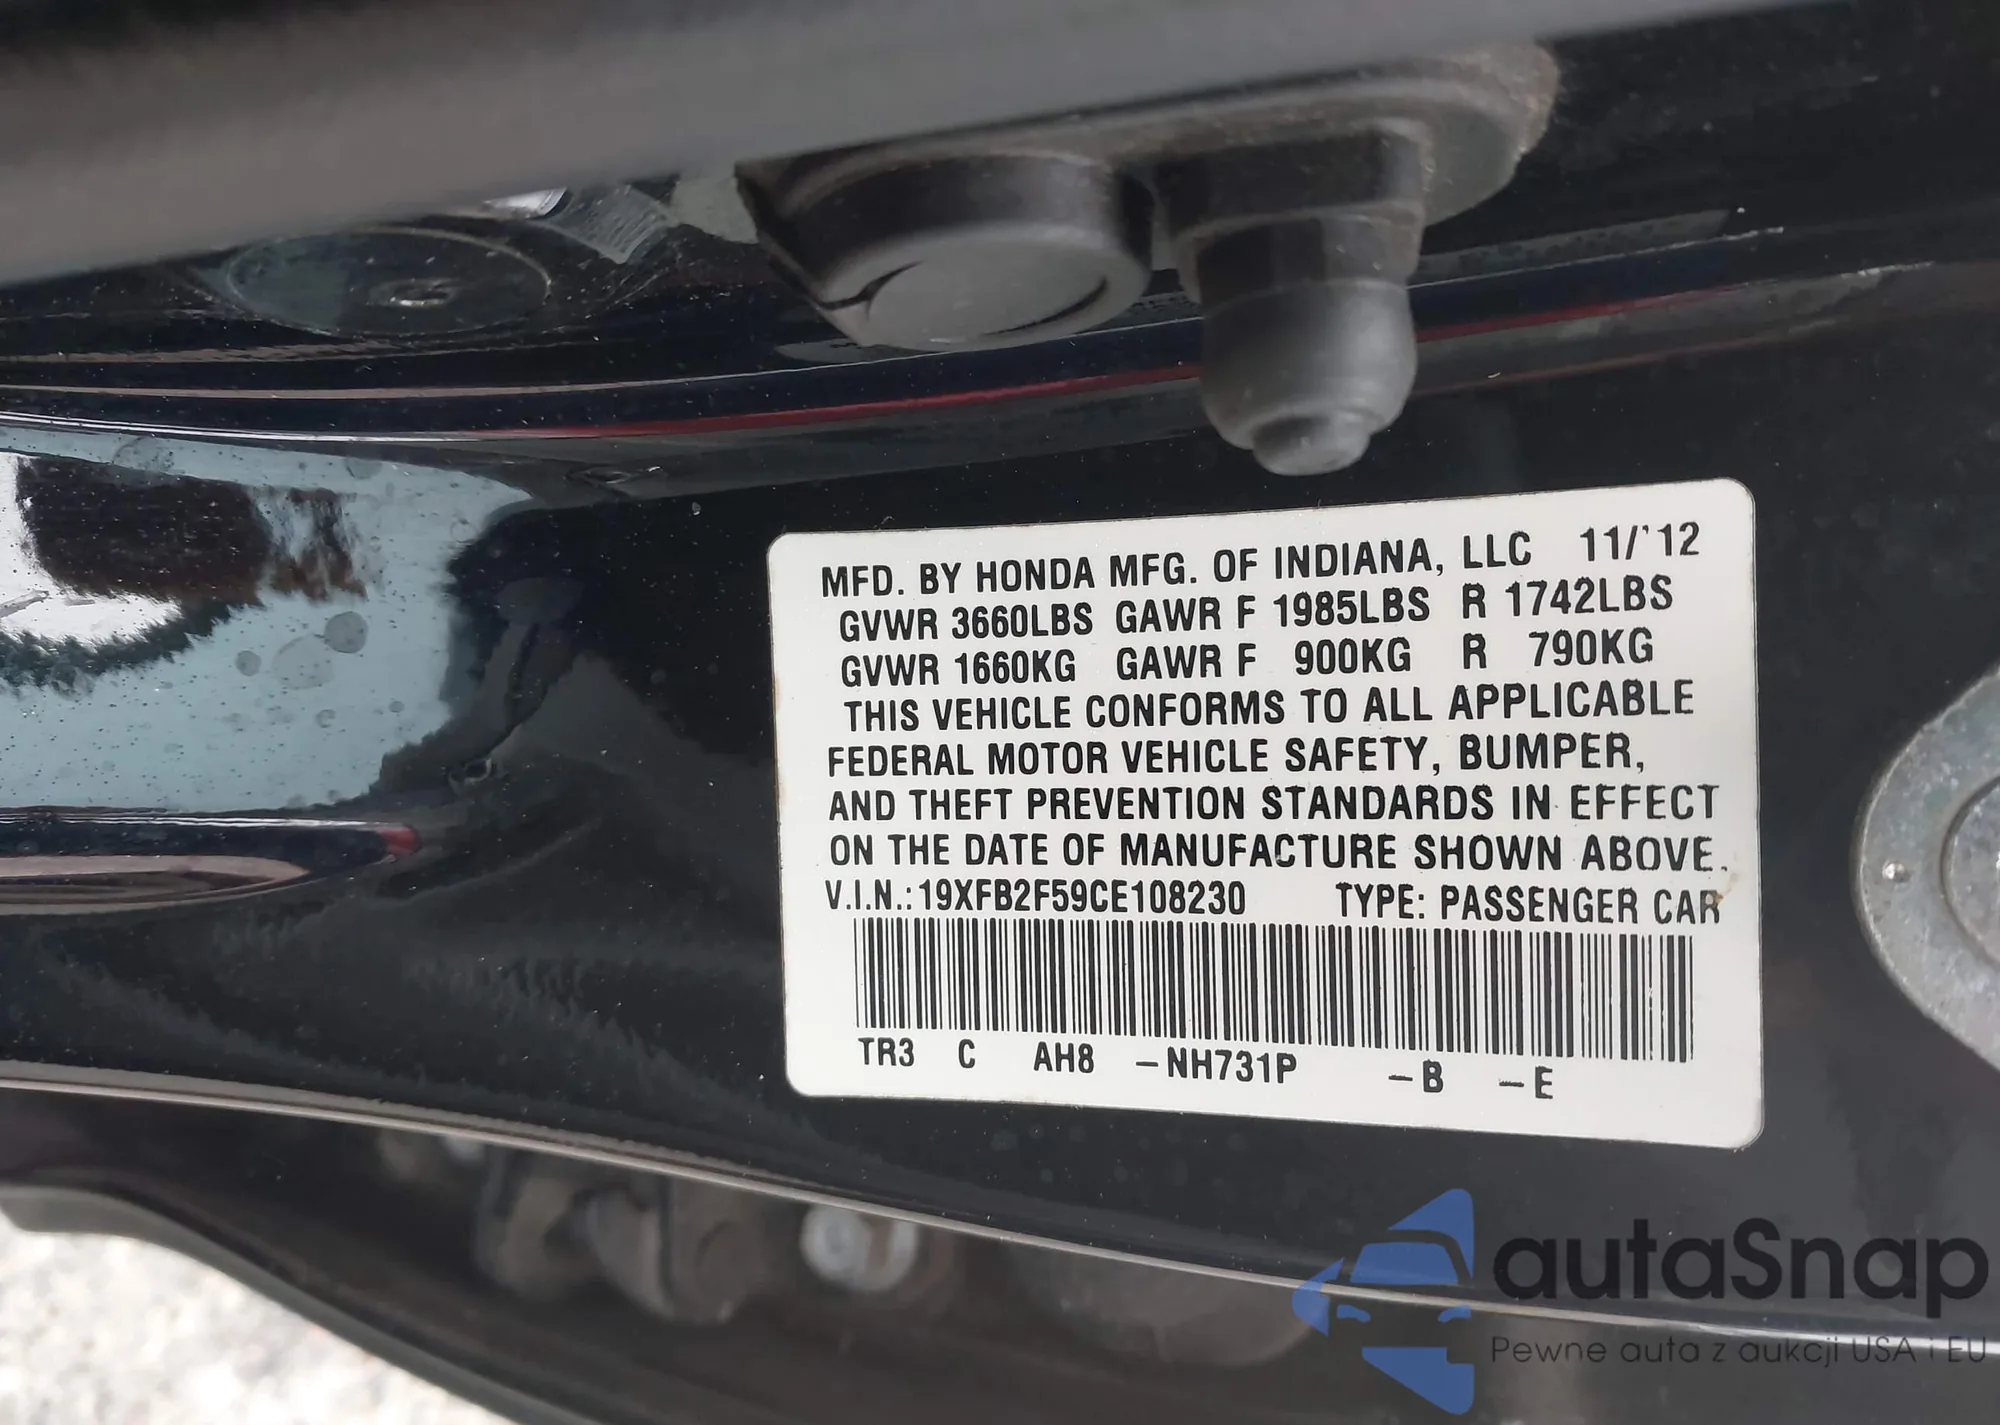 MFD. BY HONDA MFG. OF INDIANA, LLC 11/'12
GVWR 3660LBS GAWR F 1985LBS R 1742LBS
GVWR 1660KG GAWR F 900KG R 790KG
THIS VEHICLE CONFORMS TO ALL APPLICABLE
FEDERAL MOTOR VEHICLE SAFETY, BUMPER,
AND THEFT PREVENTION STANDARDS IN EFFECT
ON THE DATE OF MANUFACTURE SHOWN ABOVE.
V.I.N.: 19XFB2F59CE108230 TYPE: PASSENGER CAR
TR3 C AH8 -NH731P -B -E
autaSnap
Pewne auta z aukcji USA i EU